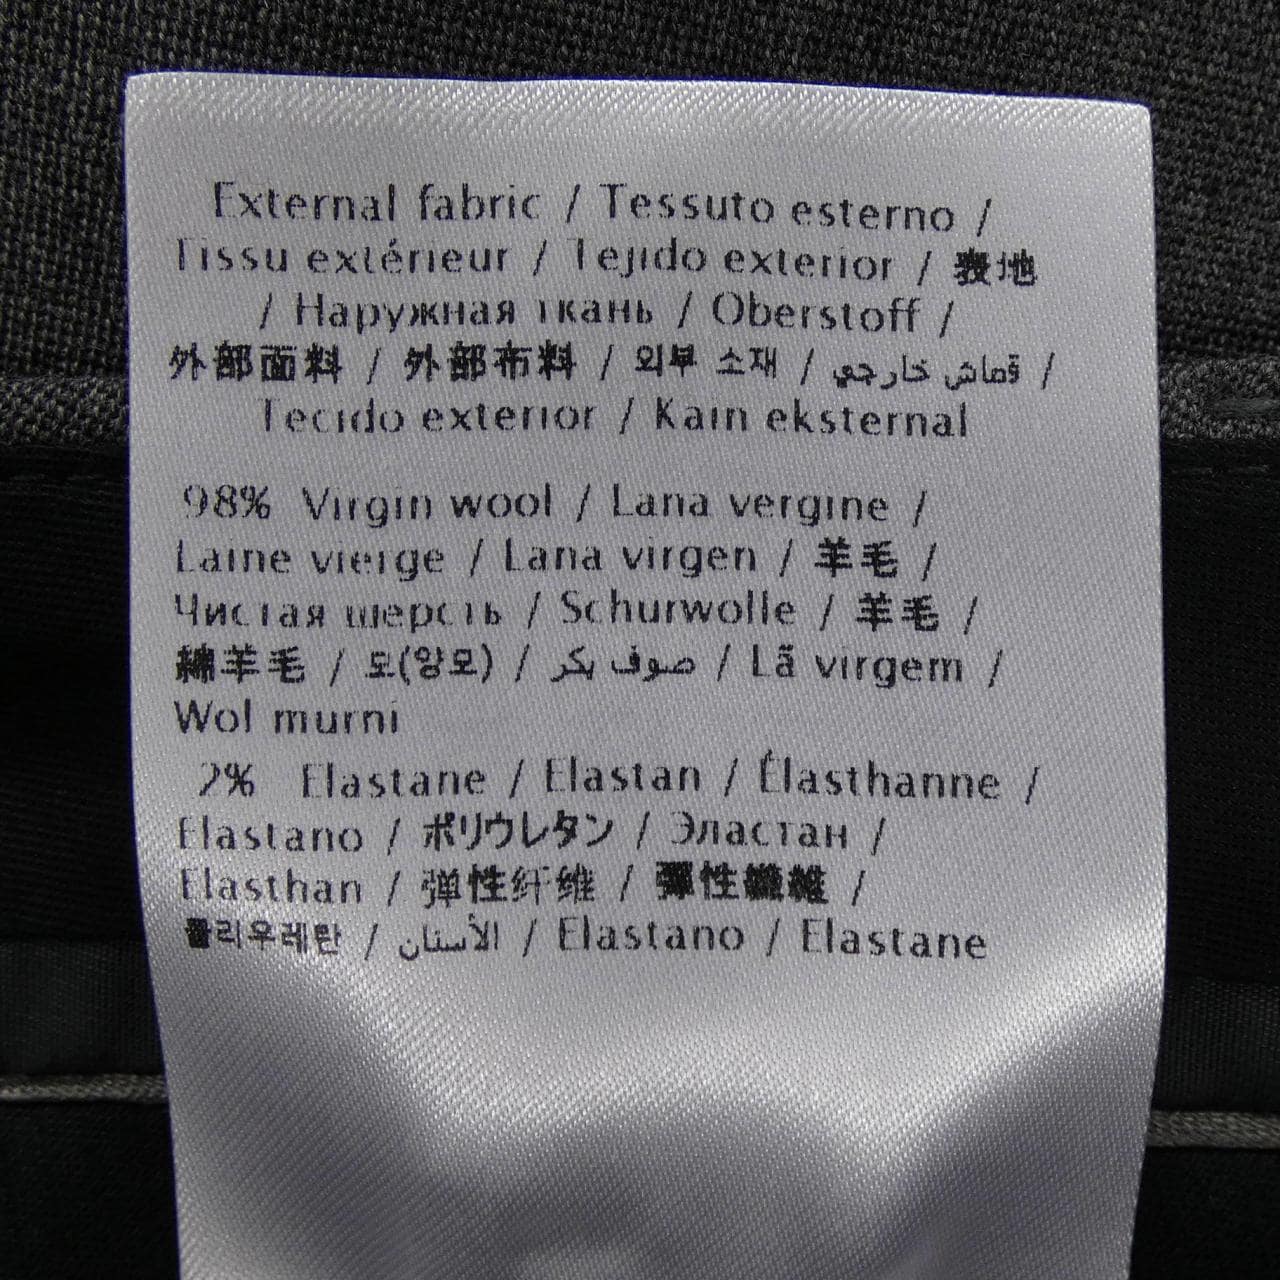 External fabric / Tessuto esterno /
Tissu extérieur / Tejido exterior / 表地
/ Наружная ткань / Oberstoff /
外部面料 / 外部布料 / 외부 소재 / قماش خارجي /
Tecido exterior / Kain eksternal
98% Virgin wool / Lana vergine /
Laine vierge / Lana virgen / 羊毛 /
Чистая шерсть / Schurwolle / 羊毛 /
綿羊毛 / 모(양모) / صوف بكر / Lã virgem /
Wol murni
2% Elastane / Elastan / Élasthanne /
Elastano / ポリウレタン / Эластан /
Elasthan / 弹性纤维 / 彈性纖維 /
폴리우레탄 / الأستان / Elastano / Elastane